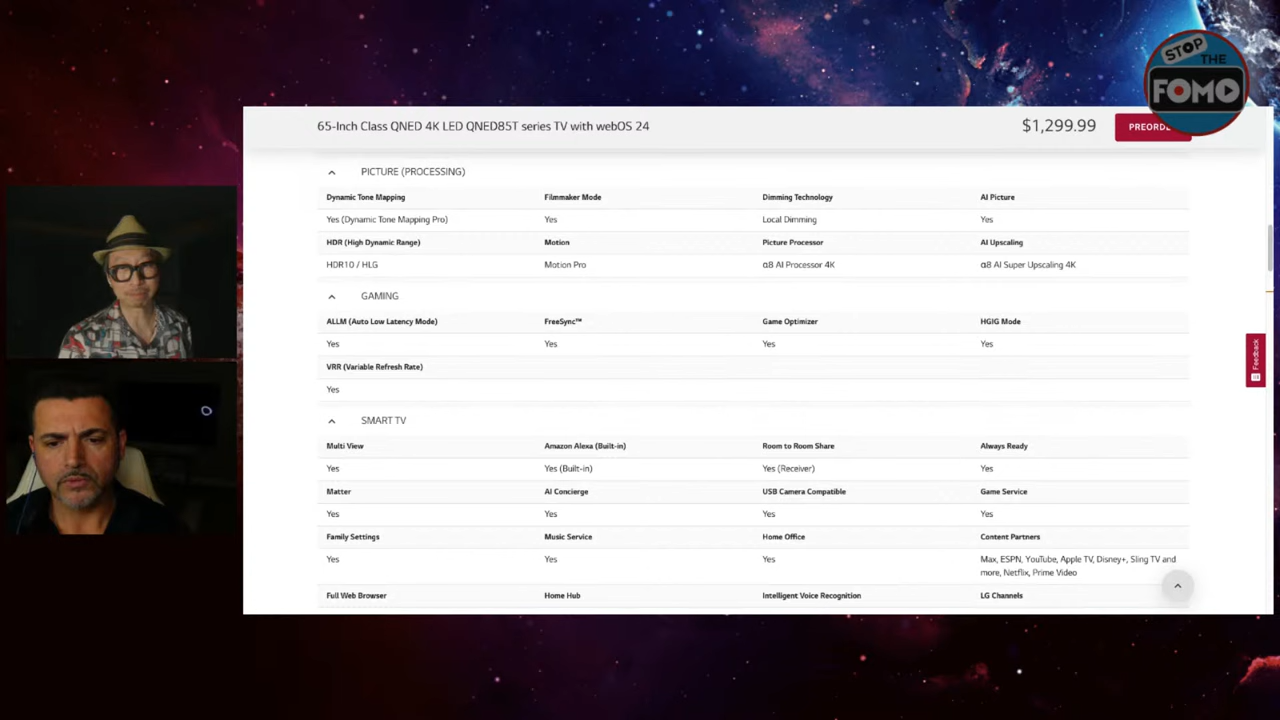 STOP
THE
FOMO
65-Inch Class QNED 4K LED QNED85T series TV with webOS 24
$1,299.99
PREORDE
PICTURE (PROCESSING)
Dynamic Tone Mapping Filmmaker Mode Dimming Technology AI Picture
Yes (Dynamic Tone Mapping Pro) Yes Local Dimming Yes
HDR (High Dynamic Range) Motion Picture Processor AI Upscaling
HDR10 / HLG Motion Pro α8 AI Processor 4K α8 AI Super Upscaling 4K
GAMING
ALLM (Auto Low Latency Mode) FreeSync™ Game Optimizer HGIG Mode
Yes Yes Yes Yes
VRR (Variable Refresh Rate)
Yes
SMART TV
Multi View Amazon Alexa (Built-in) Room to Room Share Always Ready
Yes Yes (Built-in) Yes (Receiver) Yes
Matter AI Concierge USB Camera Compatible Game Service
Yes Yes Yes Yes
Family Settings Music Service Home Office Content Partners
Yes Yes Yes Max, ESPN, YouTube, Apple TV, Disney+, Sling TV and
more, Netflix, Prime Video
Full Web Browser Home Hub Intelligent Voice Recognition LG Channels
Feedback